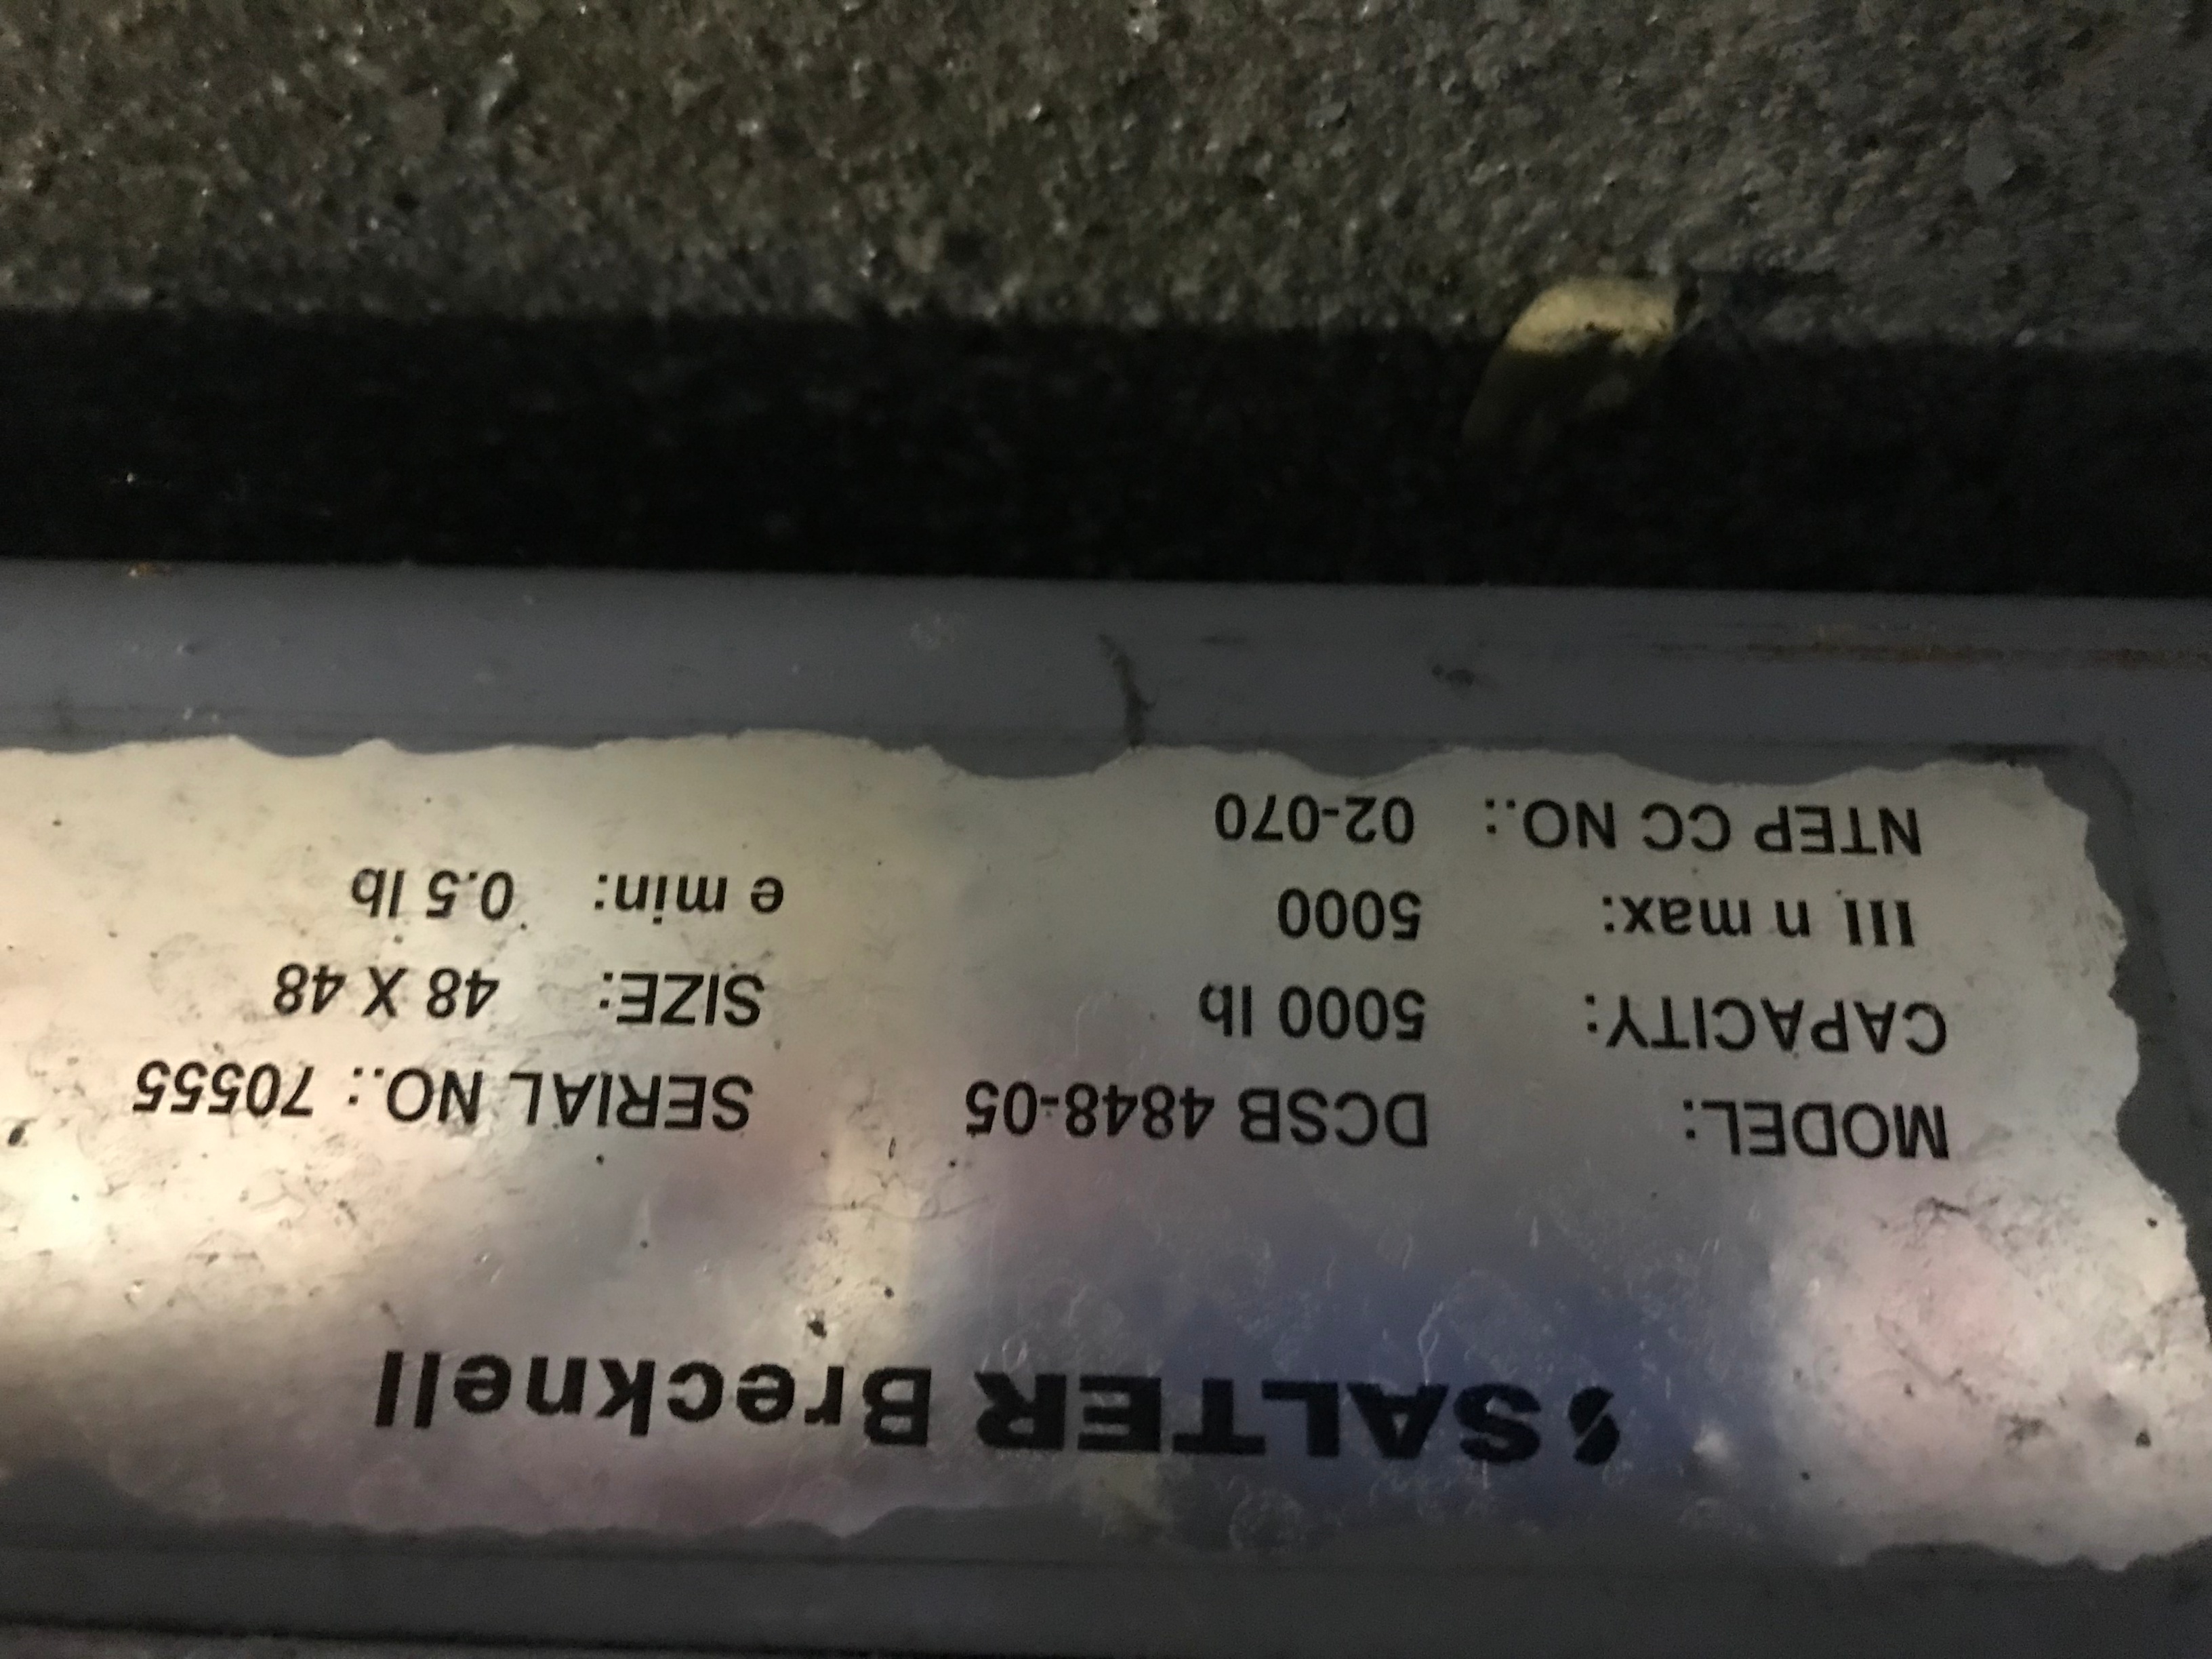 SALTER Brecknell
MODEL: DCSB 4848-05 SERIAL NO.: 70555
CAPACITY: 5000 lb SIZE: 48 X 48
III n max: 5000 e min: 0.5 lb
NTEP CC NO.: 02-070